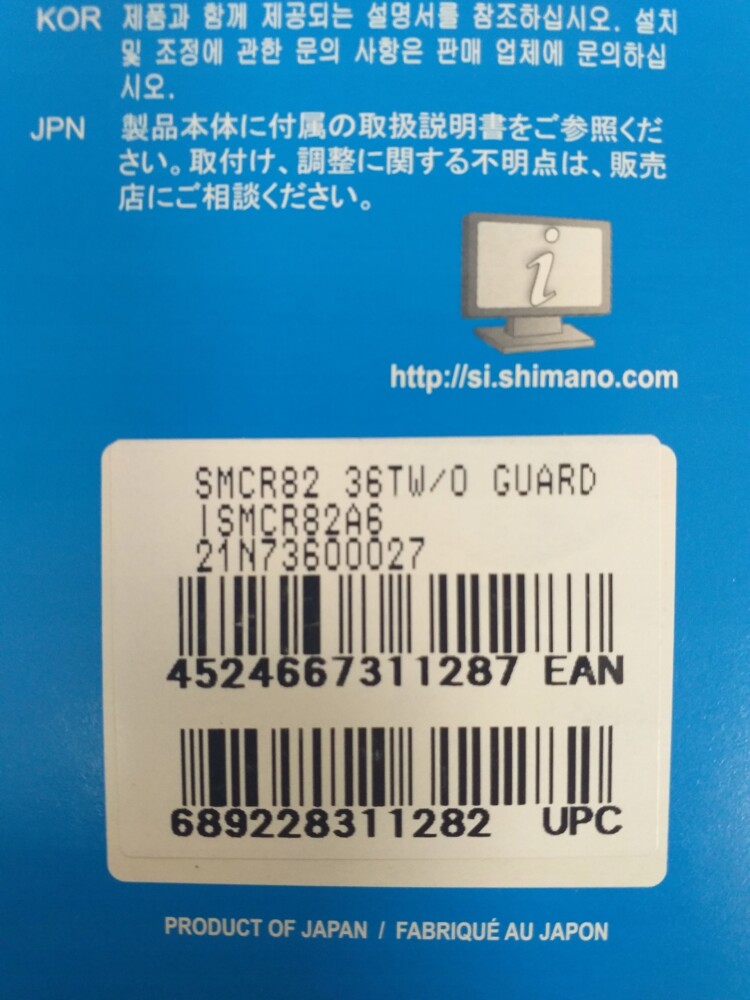 KOR 제품과 함께 제공되는 설명서를 참조하십시오. 설치
및 조정에 관한 문의 사항은 판매 업체에 문의하십
시오.
JPN 製品本体に付属の取扱説明書をご参照くだ
さい。取付け、調整に関する不明点は、販売
店にご相談ください。
i
http://si.shimano.com
SMCR82 36TW/O GUARD
ISMCR82A6
21N73600027
4524667311287 EAN
689228311282 UPC
PRODUCT OF JAPAN / FABRIQUÉ AU JAPON